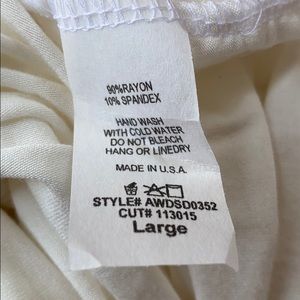 90%RAYON
10% SPANDEX
HAND WASH
WITH COLD WATER
DO NOT BLEACH
HANG OR LINEDRY
MADE IN U.S.A.
STYLE# AWDSD0352
CUT# 113015
Large